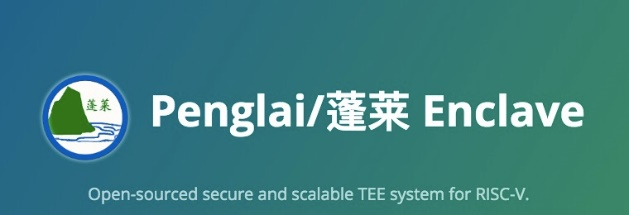 蓬莱
Penglai/蓬莱 Enclave
Open-sourced secure and scalable TEE system for RISC-V.